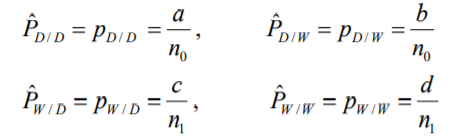 P̂_{D/D} = p_{D/D} = a/n_0 ,  P̂_{D/W} = p_{D/W} = b/n_0
P̂_{W/D} = p_{W/D} = c/n_1 ,  P̂_{W/W} = p_{W/W} = d/n_1